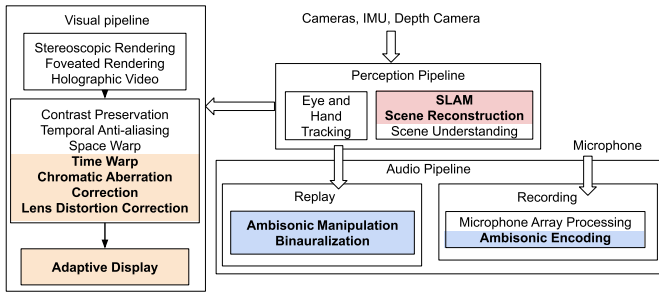 Visual pipeline
Stereoscopic Rendering
Foveated Rendering
Holographic Video
Contrast Preservation
Temporal Anti-aliasing
Space Warp
Time Warp
Chromatic Aberration
Correction
Lens Distortion Correction
Adaptive Display
Cameras, IMU, Depth Camera
Perception Pipeline
Eye and
Hand
Tracking
SLAM
Scene Reconstruction
Scene Understanding
Microphone
Audio Pipeline
Replay
Ambisonic Manipulation
Binauralization
Recording
Microphone Array Processing
Ambisonic Encoding